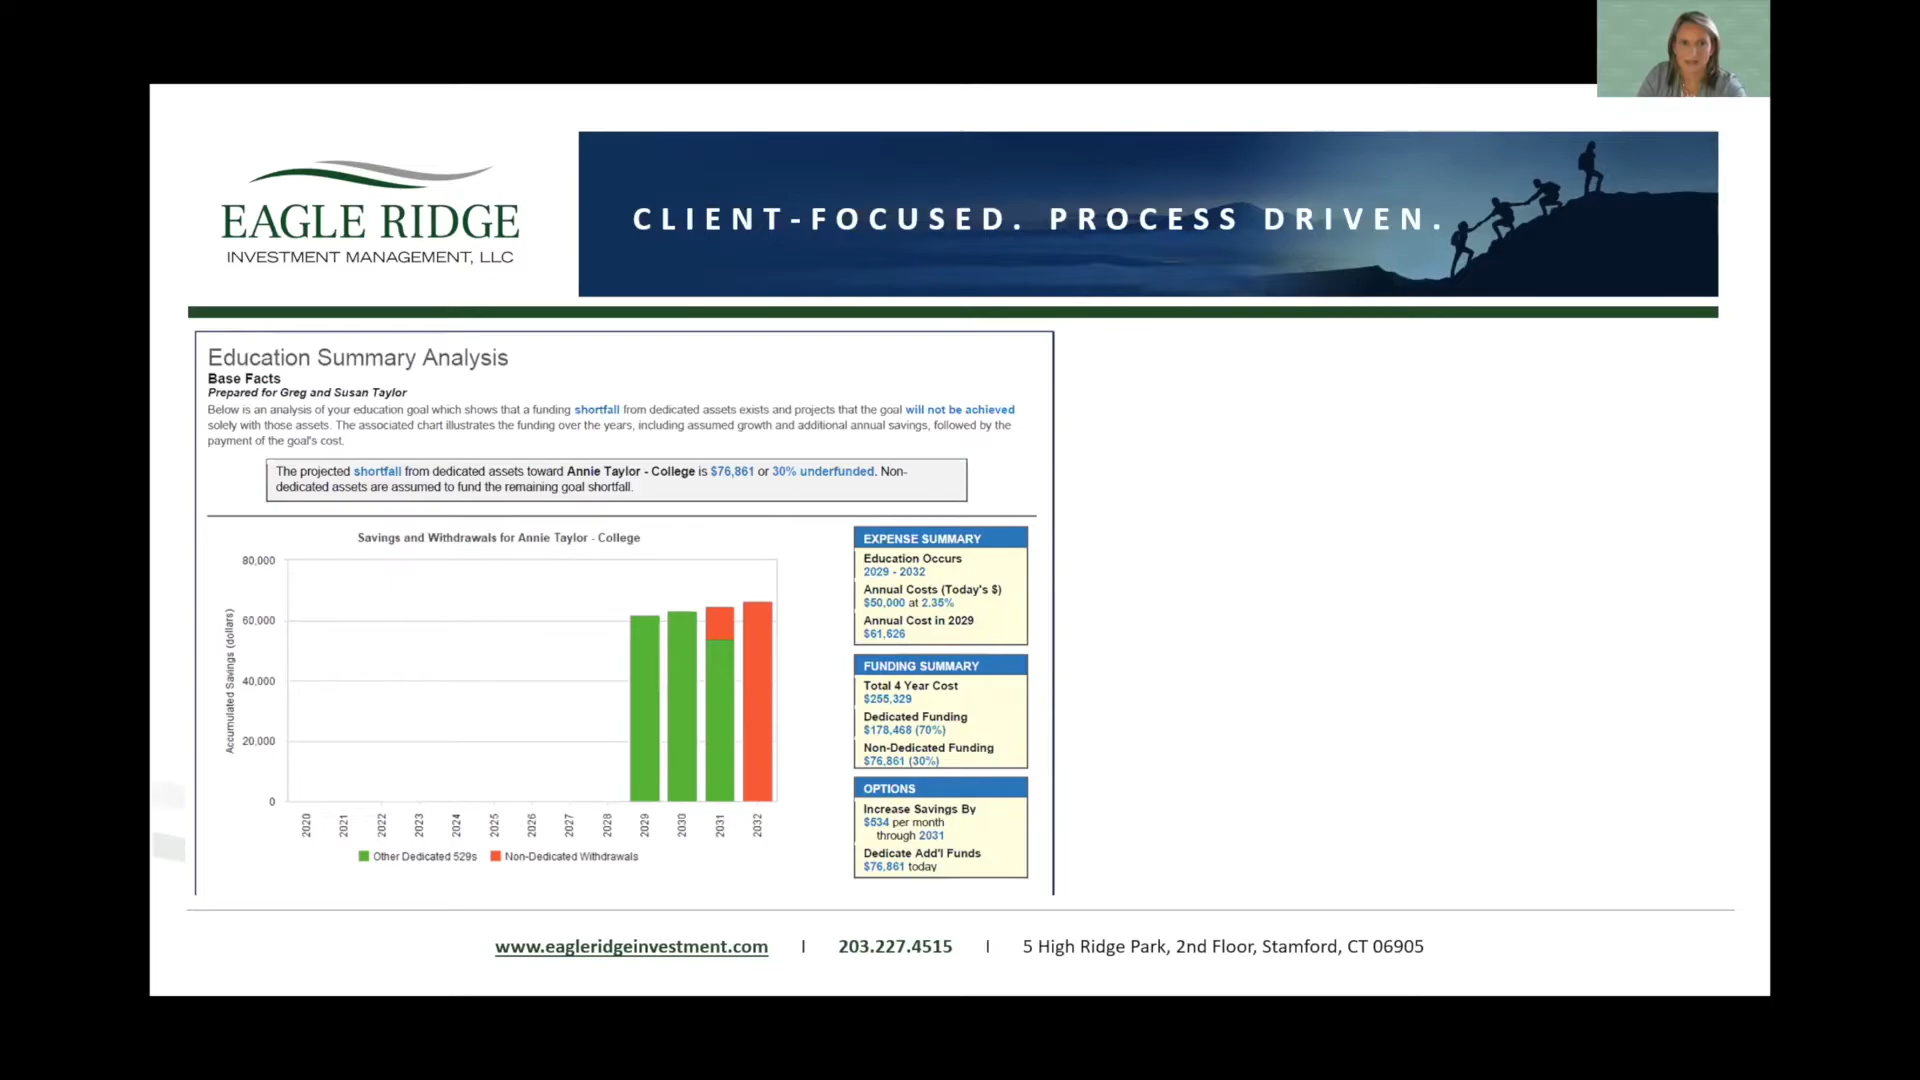 EAGLE RIDGE
INVESTMENT MANAGEMENT, LLC
CLIENT-FOCUSED. PROCESS DRIVEN.
Education Summary Analysis
Base Facts
Prepared for Greg and Susan Taylor
Below is an analysis of your education goal which shows that a funding shortfall from dedicated assets exists and projects that the goal will not be achieved
solely with those assets. The associated chart illustrates the funding over the years, including assumed growth and additional annual savings, followed by the
payment of the goal's cost.
The projected shortfall from dedicated assets toward Annie Taylor - College is $76,861 or 30% underfunded. Non-
dedicated assets are assumed to fund the remaining goal shortfall.
Savings and Withdrawals for Annie Taylor - College
Accumulated Savings (dollars)
80,000
60,000
40,000
20,000
0
2020 2021 2022 2023 2024 2025 2026 2027 2028 2029 2030 2031 2032
Other Dedicated 529s Non-Dedicated Withdrawals
EXPENSE SUMMARY
Education Occurs
2029 - 2032
Annual Costs (Today's $)
$50,000 at 2.35%
Annual Cost in 2029
$61,626
FUNDING SUMMARY
Total 4 Year Cost
$255,329
Dedicated Funding
$178,468 (70%)
Non-Dedicated Funding
$76,861 (30%)
OPTIONS
Increase Savings By
$534 per month
through 2031
Dedicate Add'l Funds
$76,861 today
www.eagleridgeinvestment.com I 203.227.4515 I 5 High Ridge Park, 2nd Floor, Stamford, CT 06905